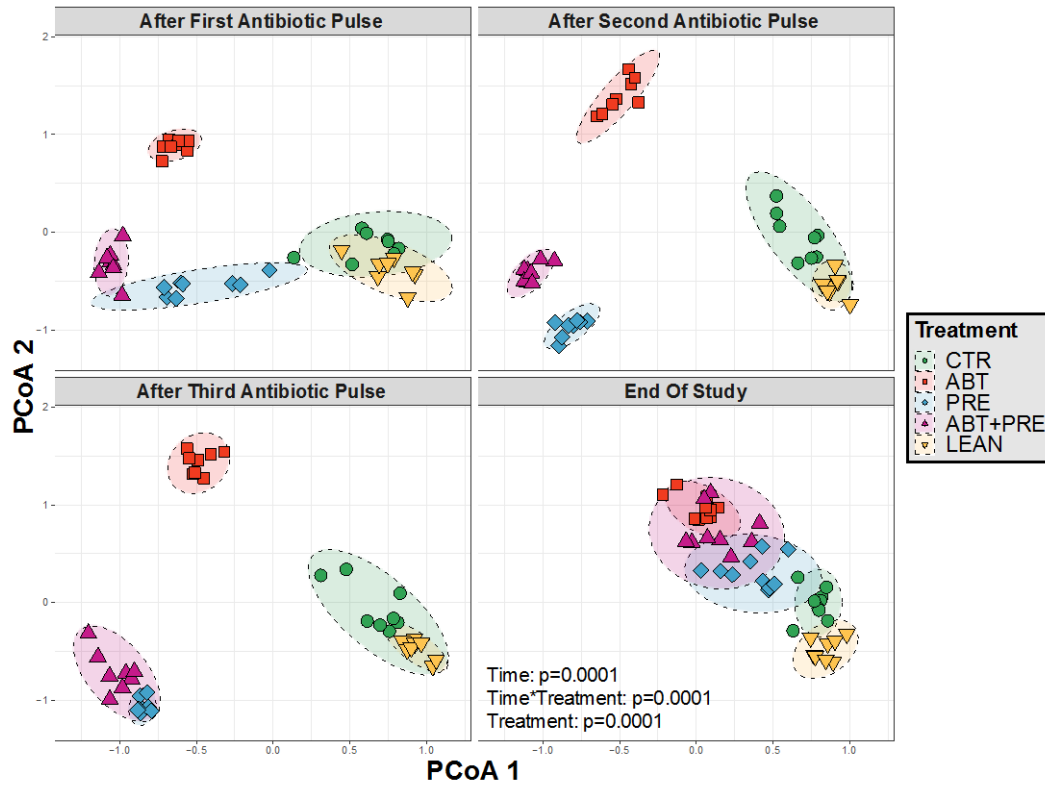 After First Antibiotic Pulse
After Second Antibiotic Pulse
2
1
0
−1
After Third Antibiotic Pulse
End Of Study
2
1
0
−1
Time: p=0.0001
Time*Treatment: p=0.0001
Treatment: p=0.0001
−1.0
−0.5
0.0
0.5
1.0
−1.0
−0.5
0.0
0.5
1.0
PCoA 1
PCoA 2
Treatment
CTR
ABT
PRE
ABT+PRE
LEAN